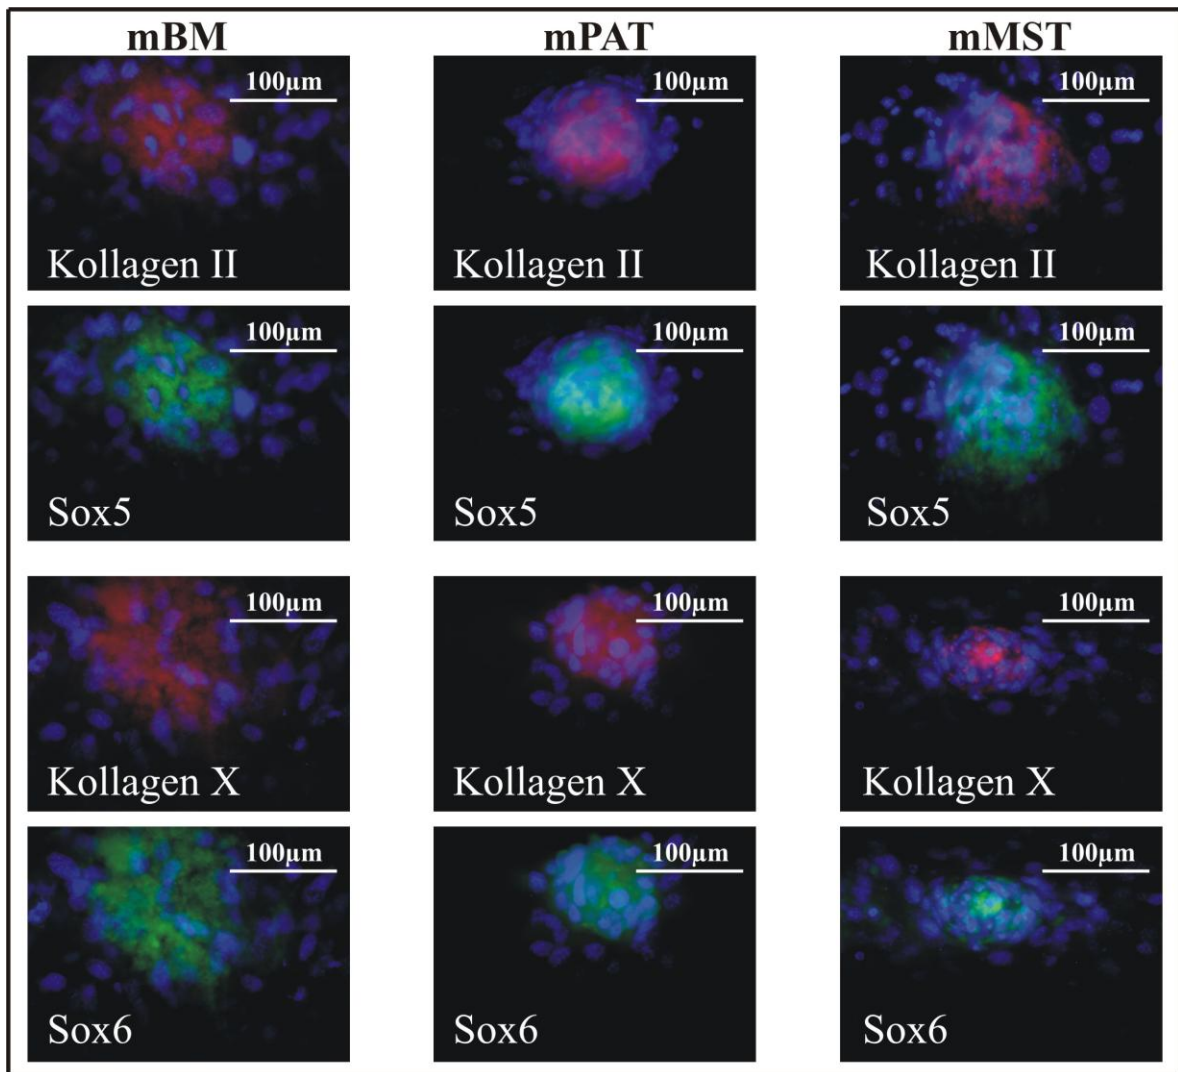 mBM mPAT mMST
100µm 100µm 100µm
Kollagen II Kollagen II Kollagen II
100µm 100µm 100µm
Sox5 Sox5 Sox5
100µm 100µm 100µm
Kollagen X Kollagen X Kollagen X
100µm 100µm 100µm
Sox6 Sox6 Sox6